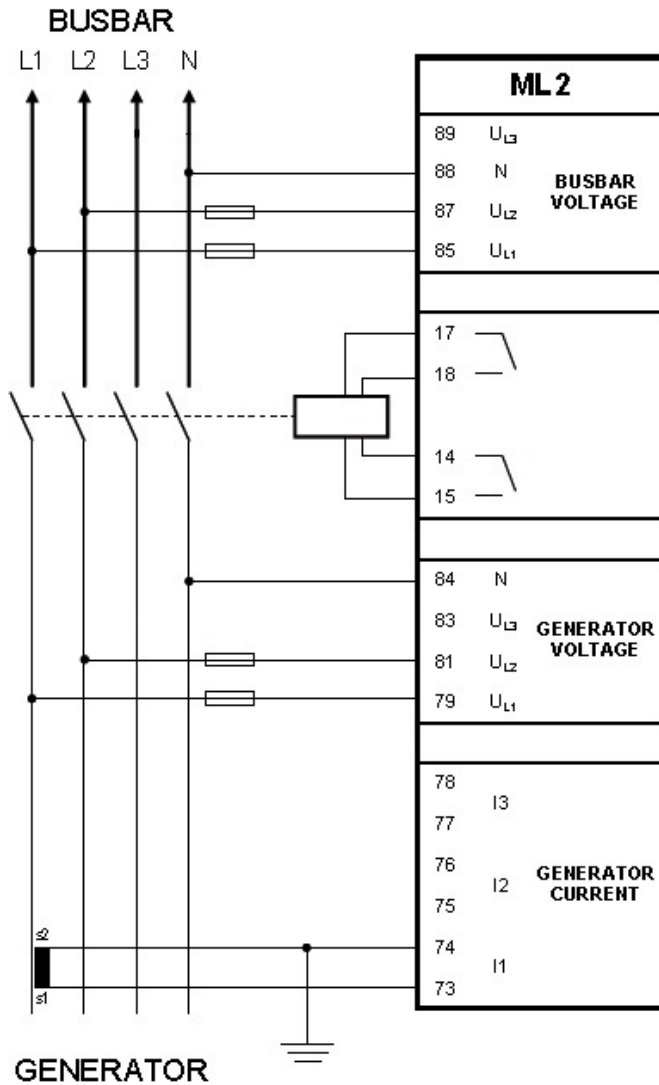 BUSBAR
L1 L2 L3 N
ML2
89 UL3
88 N
87 UL2
85 UL1
BUSBAR
VOLTAGE
17
18
14
15
84 N
83 UL3
81 UL2
79 UL1
GENERATOR
VOLTAGE
78
I3
77
76
I2
75
GENERATOR
CURRENT
74
I1
73
s2
s1
GENERATOR